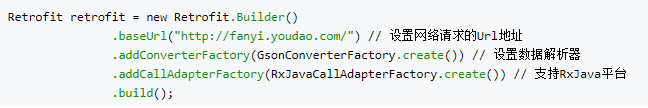 Retrofit retrofit = new Retrofit.Builder()
.baseUrl("http://fanyi.youdao.com/") // 设置网络请求的Url地址
.addConverterFactory(GsonConverterFactory.create()) // 设置数据解析器
.addCallAdapterFactory(RxJavaCallAdapterFactory.create()) // 支持RxJava平台
.build();